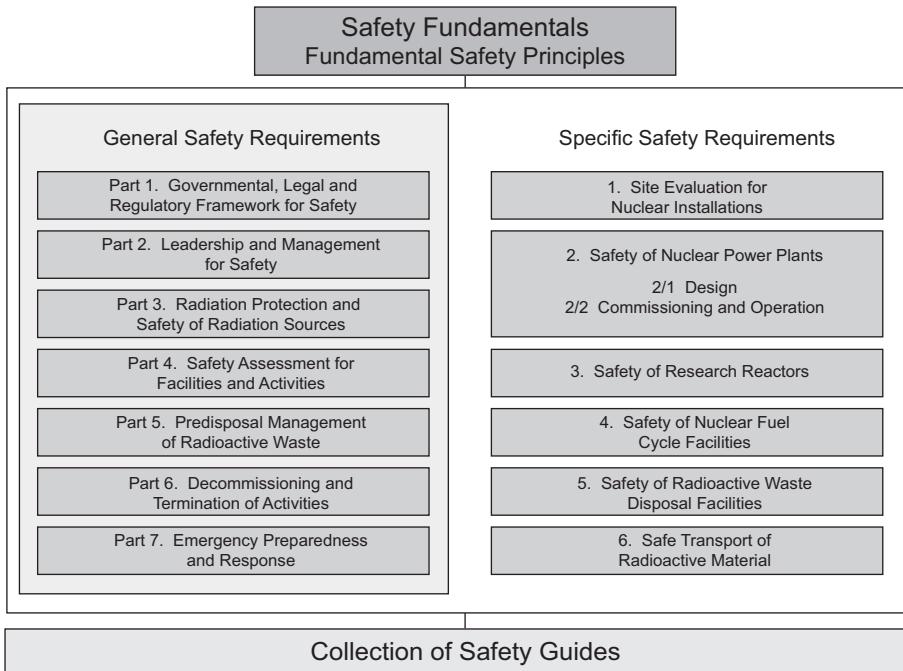 Safety Fundamentals
Fundamental Safety Principles
General Safety Requirements
Part 1. Governmental, Legal and
Regulatory Framework for Safety
Part 2. Leadership and Management
for Safety
Part 3. Radiation Protection and
Safety of Radiation Sources
Part 4. Safety Assessment for
Facilities and Activities
Part 5. Predisposal Management
of Radioactive Waste
Part 6. Decommissioning and
Termination of Activities
Part 7. Emergency Preparedness
and Response
Specific Safety Requirements
1. Site Evaluation for
Nuclear Installations
2. Safety of Nuclear Power Plants
2/1 Design
2/2 Commissioning and Operation
3. Safety of Research Reactors
4. Safety of Nuclear Fuel
Cycle Facilities
5. Safety of Radioactive Waste
Disposal Facilities
6. Safe Transport of
Radioactive Material
Collection of Safety Guides